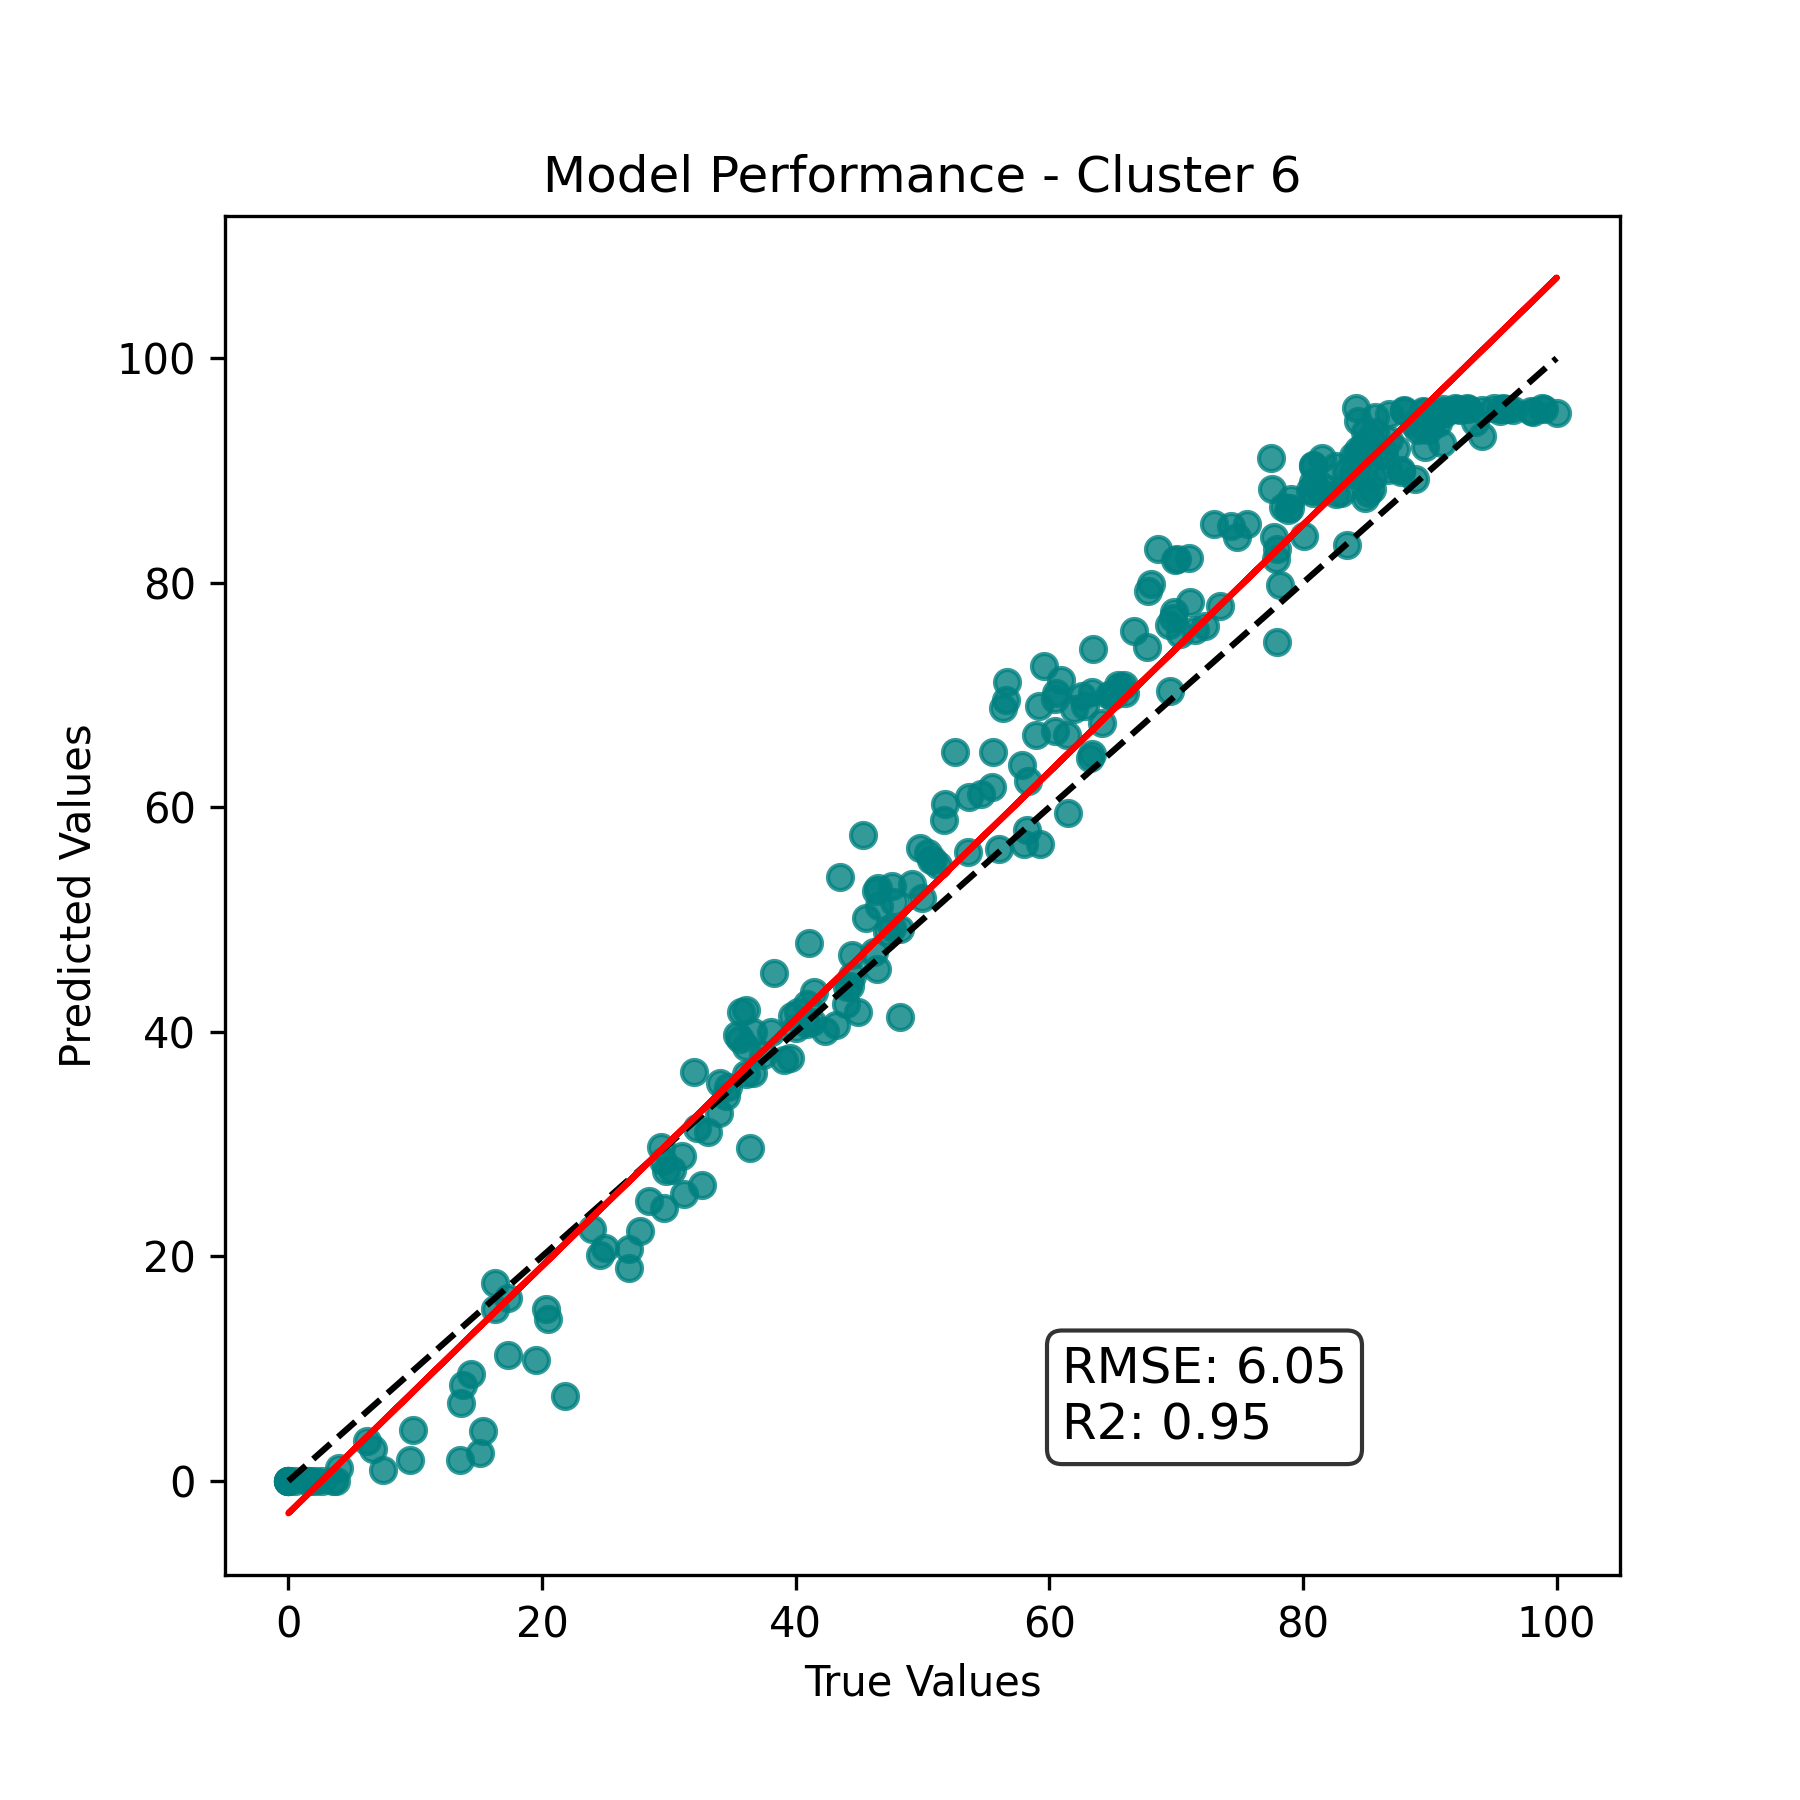 Model Performance - Cluster 6
100
80
60
40
20
0
Predicted Values
RMSE: 6.05
R2: 0.95
0 20 40 60 80 100
True Values